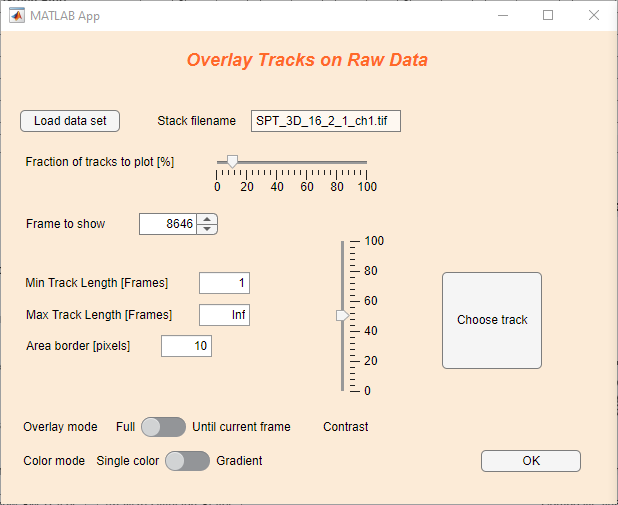 MATLAB App
Overlay Tracks on Raw Data
Load data set Stack filename SPT_3D_16_2_1_ch1.tif
Fraction of tracks to plot [%]
0 20 40 60 80 100
Frame to show 8646
100
80
60
40
20
0
Min Track Length [Frames] 1
Max Track Length [Frames] Inf
Area border [pixels] 10
Choose track
Overlay mode Full Until current frame Contrast
Color mode Single color Gradient
OK